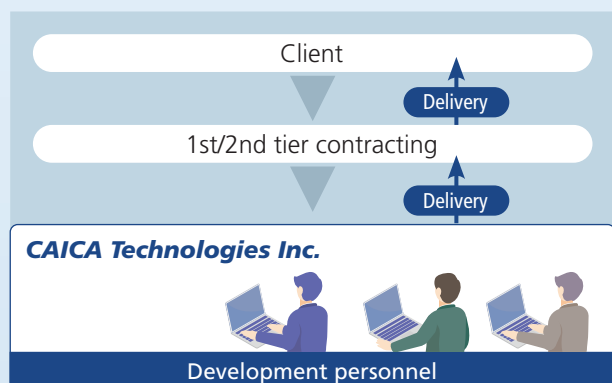 Client
Delivery
1st/2nd tier contracting
Delivery
CAICA Technologies Inc.
Development personnel